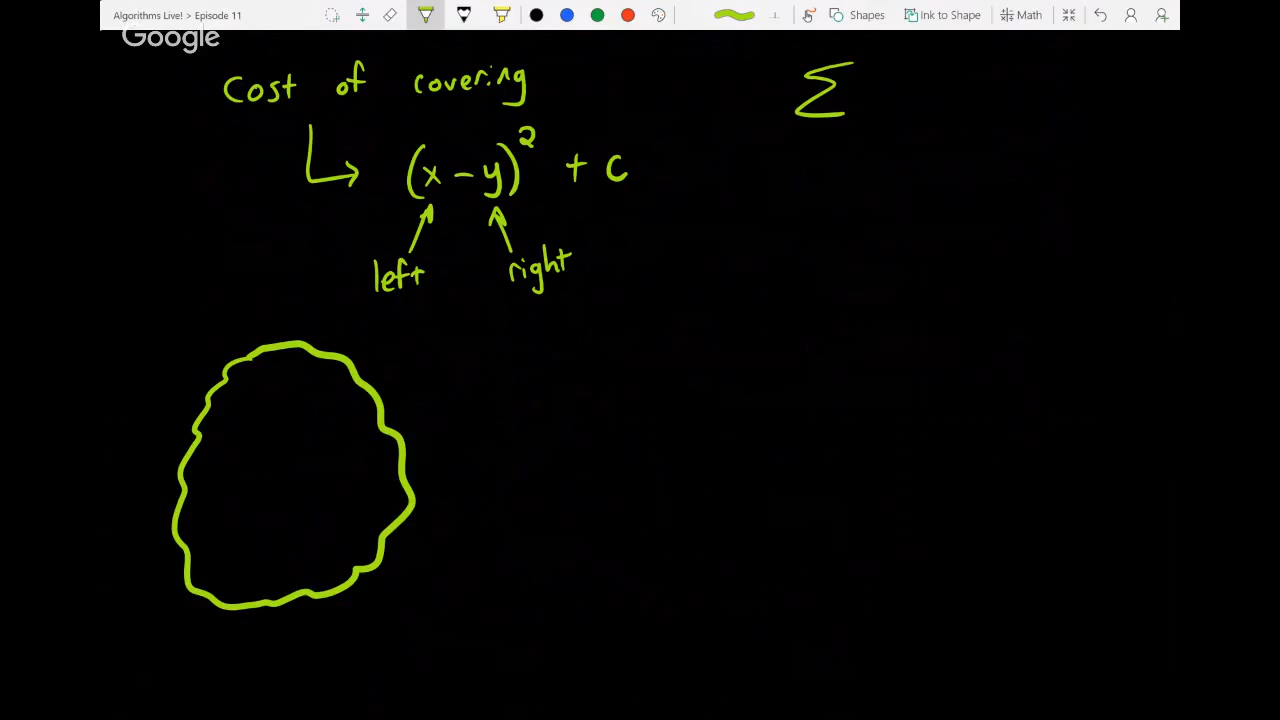 Algorithms Live! > Episode 11
Shapes
Ink to Shape
Math
Google
Cost of covering
Σ
(x - y)² + c
left
right